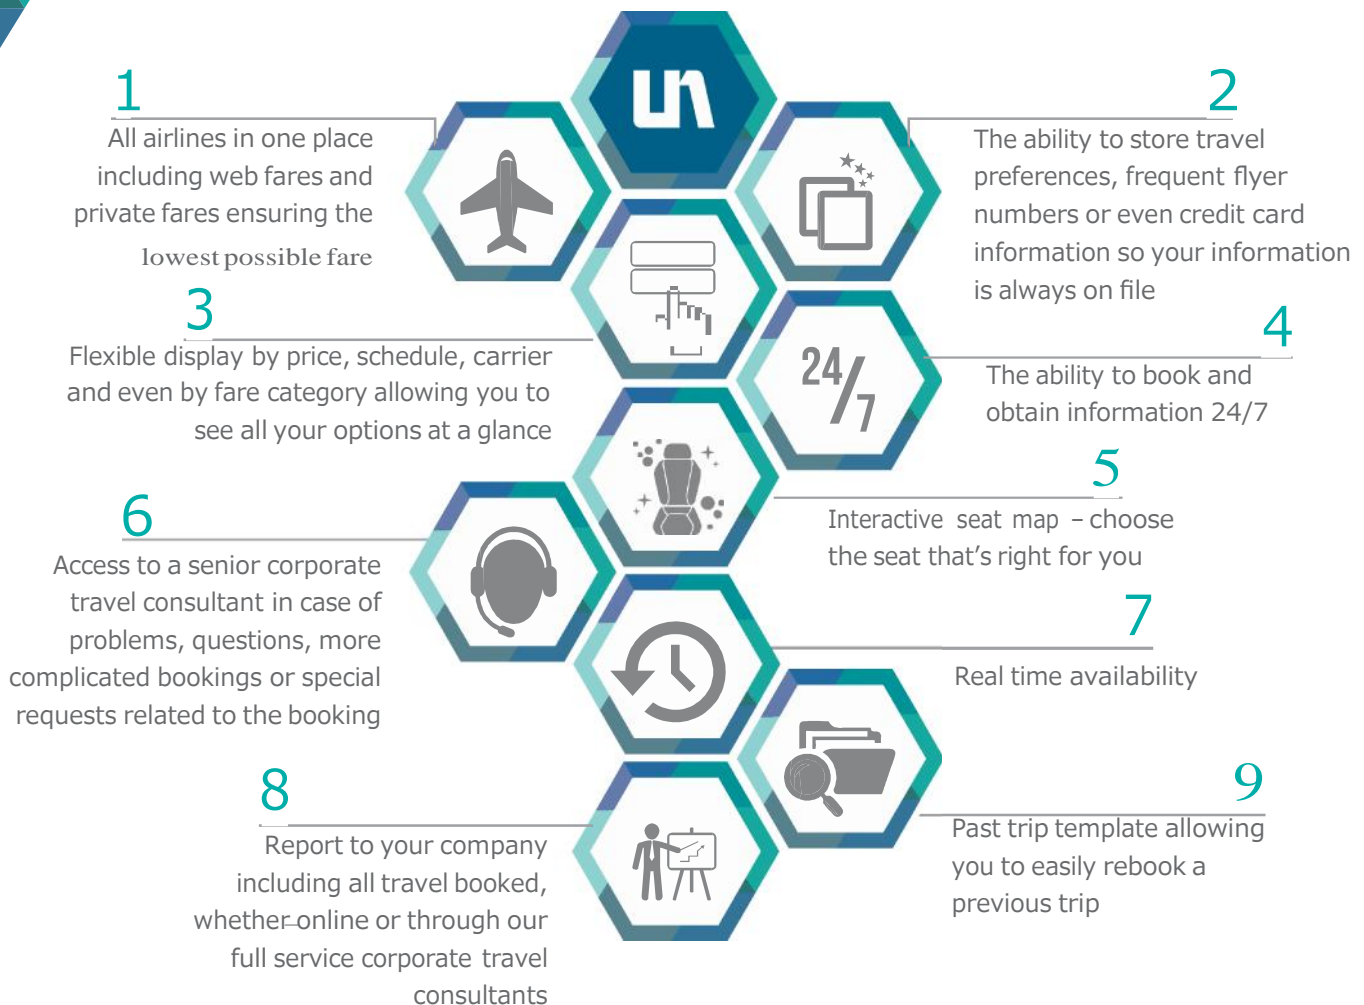 un
1
All airlines in one place
including web fares and
private fares ensuring the
lowest possible fare
2
The ability to store travel
preferences, frequent flyer
numbers or even credit card
information so your information
is always on file
3
Flexible display by price, schedule, carrier
and even by fare category allowing you to
see all your options at a glance
24/7
4
The ability to book and
obtain information 24/7
5
Interactive seat map – choose
the seat that’s right for you
6
Access to a senior corporate
travel consultant in case of
problems, questions, more
complicated bookings or special
requests related to the booking
7
Real time availability
8
Report to your company
including all travel booked,
whether online or through our
full service corporate travel
consultants
9
Past trip template allowing
you to easily rebook a
previous trip